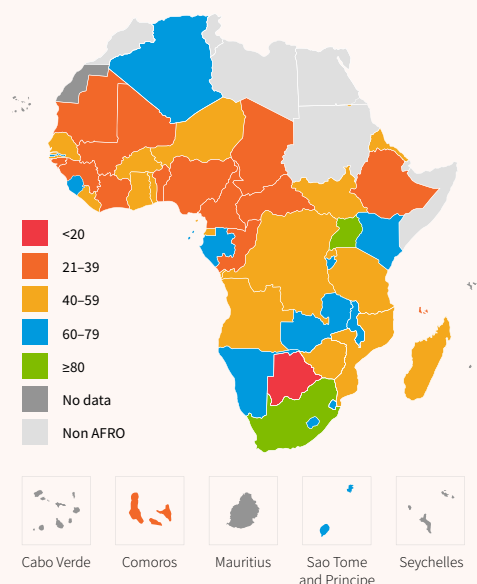 <20
21–39
40–59
60–79
≥80
No data
Non AFRO
Cabo Verde
Comoros
Mauritius
Sao Tome
and Principe
Seychelles